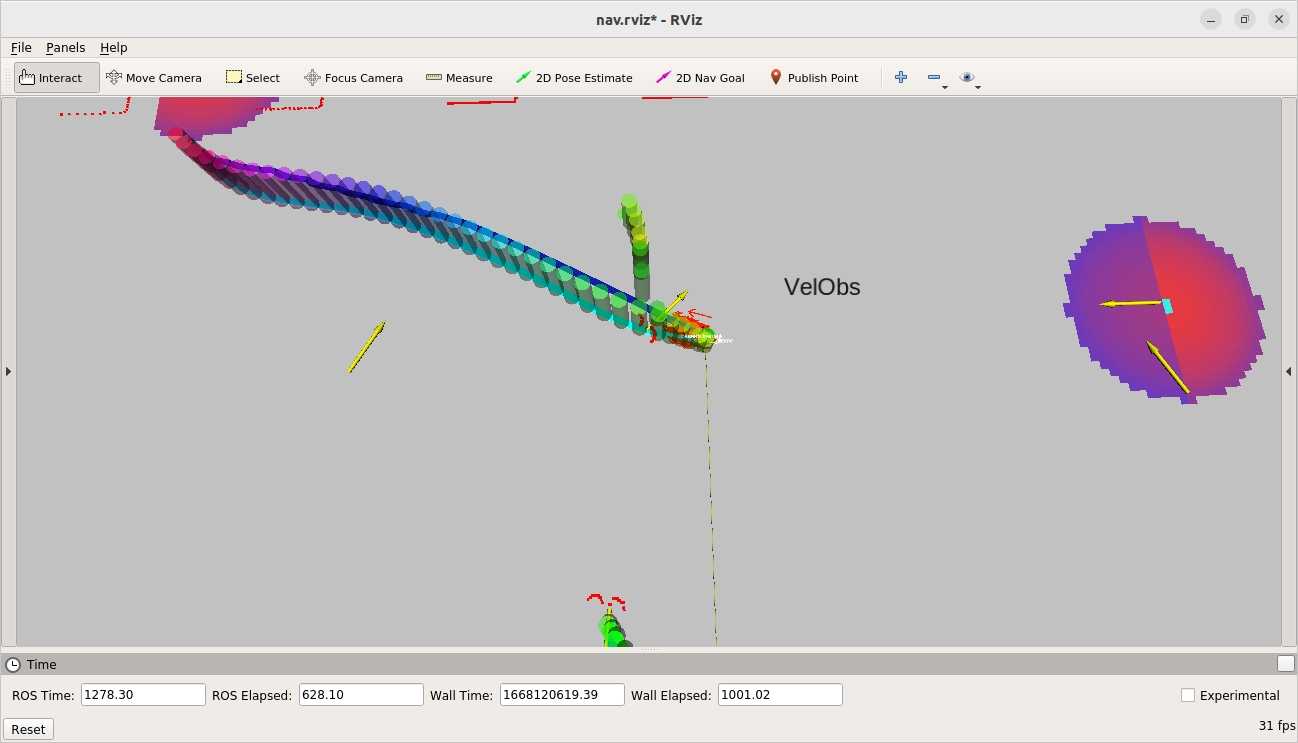 nav.rviz* - RViz
File Panels Help
Interact Move Camera Select Focus Camera Measure 2D Pose Estimate 2D Nav Goal Publish Point
VelObs
Time
ROS Time: 1278.30 ROS Elapsed: 628.10 Wall Time: 1668120619.39 Wall Elapsed: 1001.02 Experimental
Reset 31 fps